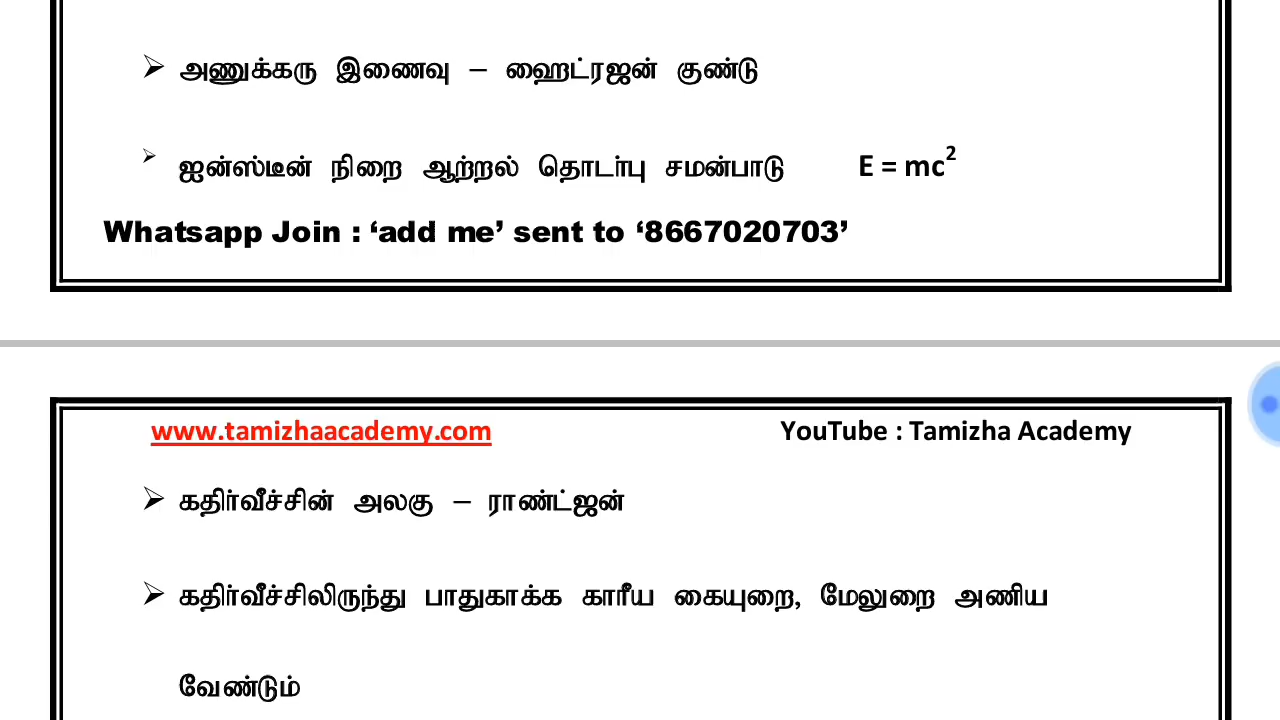 ➢ அணுக்கரு இணைவு – ஹைட்ரஜன் குண்டு
➢ ஐன்ஸ்டீன் நிறை ஆற்றல் தொடர்பு சமன்பாடு E = mc²
Whatsapp Join : ‘add me’ sent to ‘8667020703’
www.tamizhaacademy.com YouTube : Tamizha Academy
➢ கதிர்வீச்சின் அலகு – ராண்ட்ஜன்
➢ கதிர்வீச்சிலிருந்து பாதுகாக்க காரீய கையுறை, மேலுறை அணிய
வேண்டும்